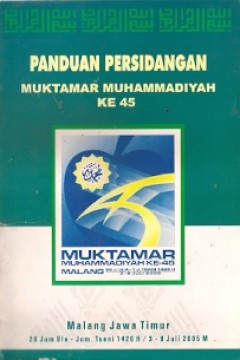 PANDUAN PERSIDANGAN
MUKTAMAR MUHAMMADIYAH
KE 45
MUKTAMAR
MUHAMMADIYAH KE-45
MALANG
Malang Jawa Timur
26 Jum Ula - Jum. Tsani 1426 H / 3 - 8 Juli 2005 M